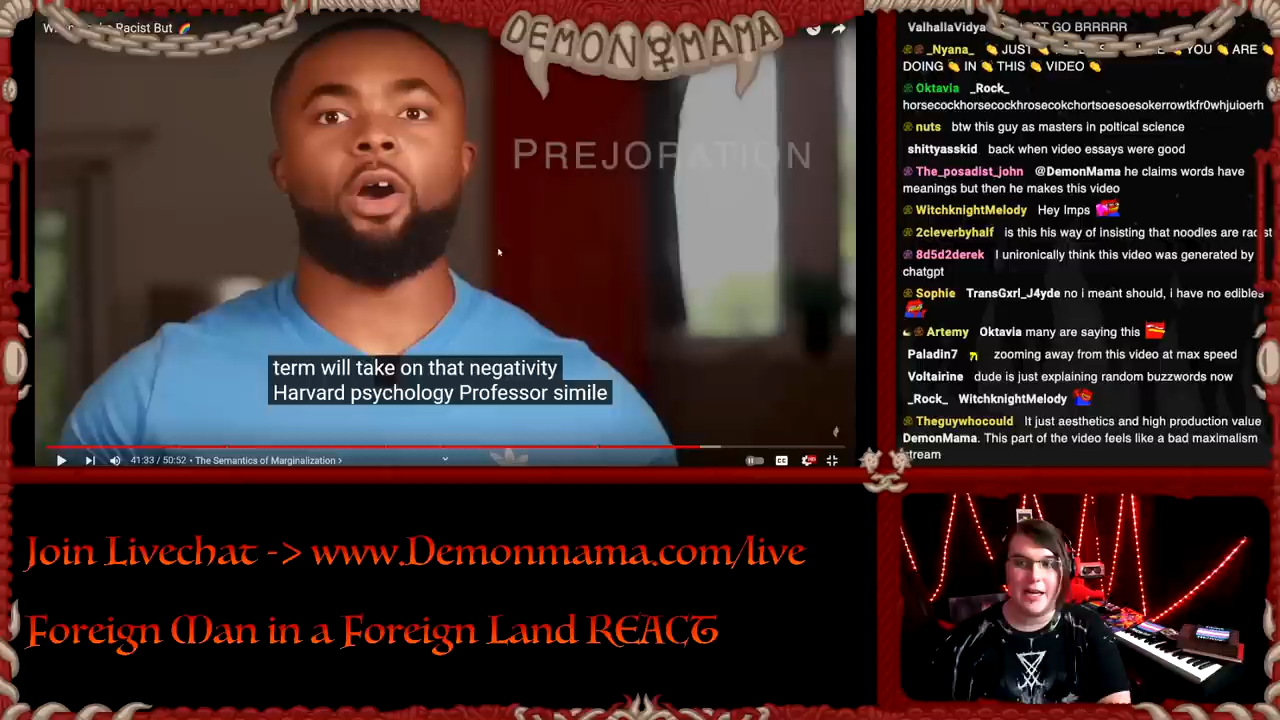 Racist But 🌈
DEMON MAMA
PREJORATION
term will take on that negativity
Harvard psychology Professor simile
41:33 / 50:52 • The Semantics of Marginalization ›
CC
Join Livechat -> www.Demonmama.com/live
Foreign Man in a Foreign Land REACT
ValhallaVidya GO BRRRRR
_Nyana_ 👏 JUST 👏 👏 YOU 👏 ARE 👏
DOING 👏 IN 👏 THIS 👏 VIDEO 👏
Oktavia _Rock_
horsecockhorsecockhrosecokchortsoesoesokerrowtkfr0whjuioerh
nuts btw this guy as masters in poltical science
shittyasskid back when video essays were good
The_posadist_john @DemonMama he claims words have
meanings but then he makes this video
WitchknightMelody Hey Imps
2cleverbyhalf is this his way of insisting that noodles are racist
8d5d2derek I unironically think this video was generated by
chatgpt
Sophie TransGxrl_J4yde no i meant should, i have no edibles
Artemy Oktavia many are saying this
Paladin7 zooming away from this video at max speed
Voltairine dude is just explaining random buzzwords now
_Rock_ WitchknightMelody
Theguywhocould It just aesthetics and high production value
DemonMama. This part of the video feels like a bad maximalism
stream